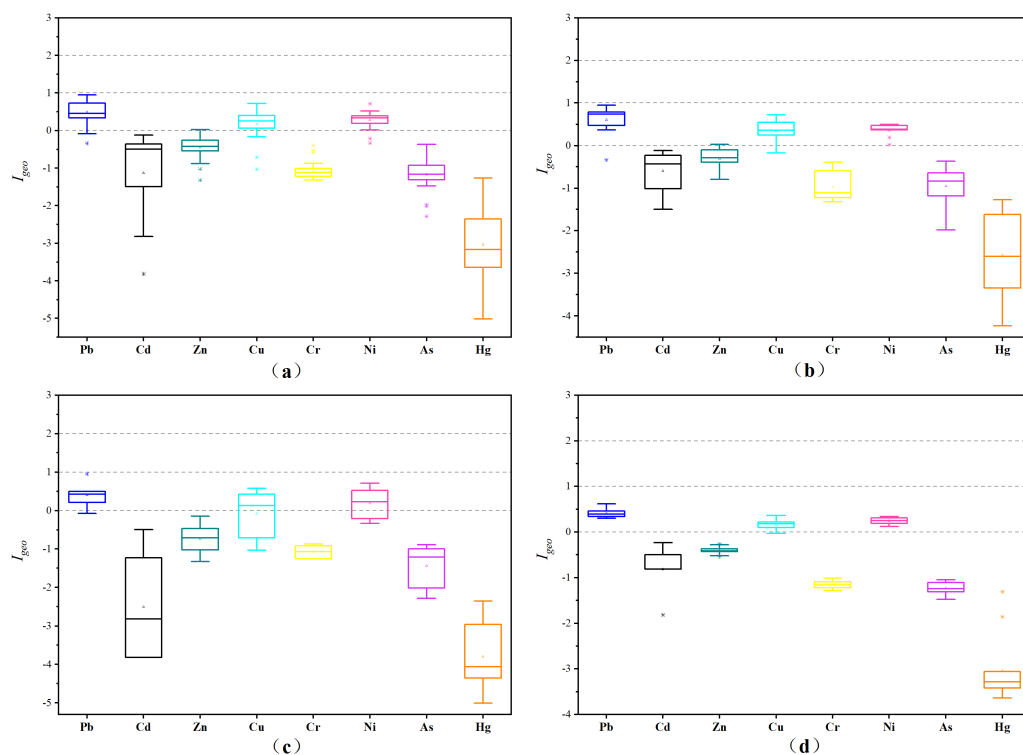 3
2
1
0
-1
-2
-3
-4
-5
Igeo
Pb Cd Zn Cu Cr Ni As Hg
（a）
3
2
1
0
-1
-2
-3
-4
Igeo
Pb Cd Zn Cu Cr Ni As Hg
（b）
3
2
1
0
-1
-2
-3
-4
-5
Igeo
Pb Cd Zn Cu Cr Ni As Hg
（c）
3
2
1
0
-1
-2
-3
-4
Igeo
Pb Cd Zn Cu Cr Ni As Hg
（d）